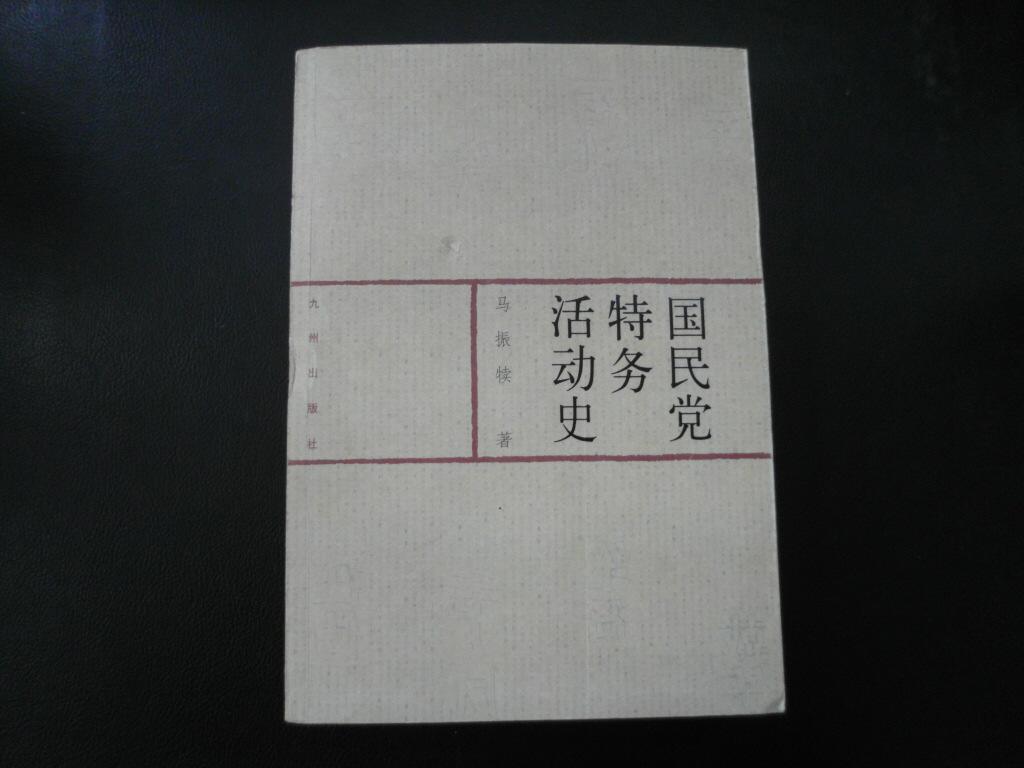 国民党
特务
活动史
马振犊 著
九州出版社